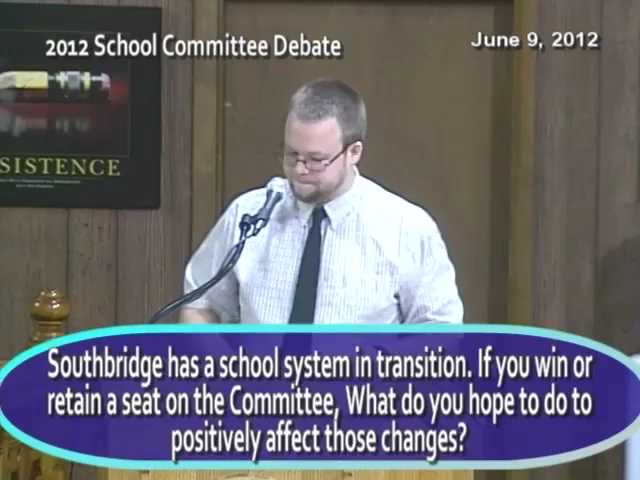 2012 School Committee Debate
June 9, 2012
SISTENCE
Southbridge has a school system in transition. If you win or
retain a seat on the Committee, What do you hope to do to
positively affect those changes?